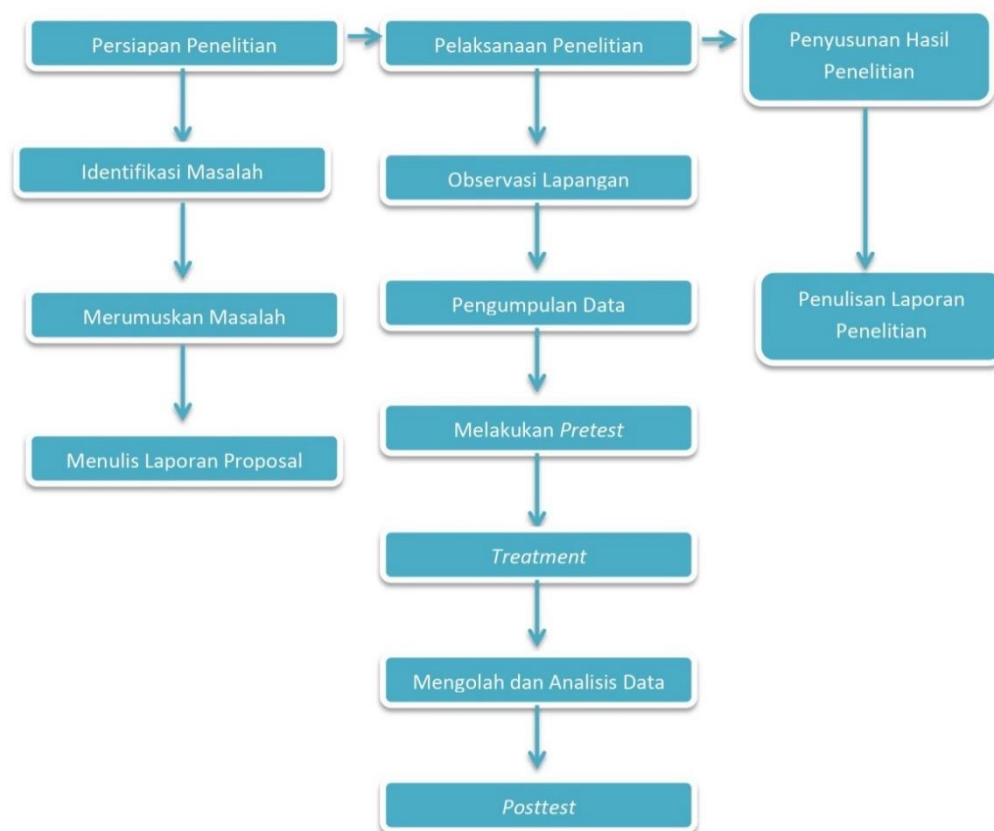 Persiapan Penelitian
Pelaksanaan Penelitian
Penyusunan Hasil
Penelitian
Identifikasi Masalah
Observasi Lapangan
Merumuskan Masalah
Pengumpulan Data
Penulisan Laporan
Penelitian
Menulis Laporan Proposal
Melakukan Pretest
Treatment
Mengolah dan Analisis Data
Posttest